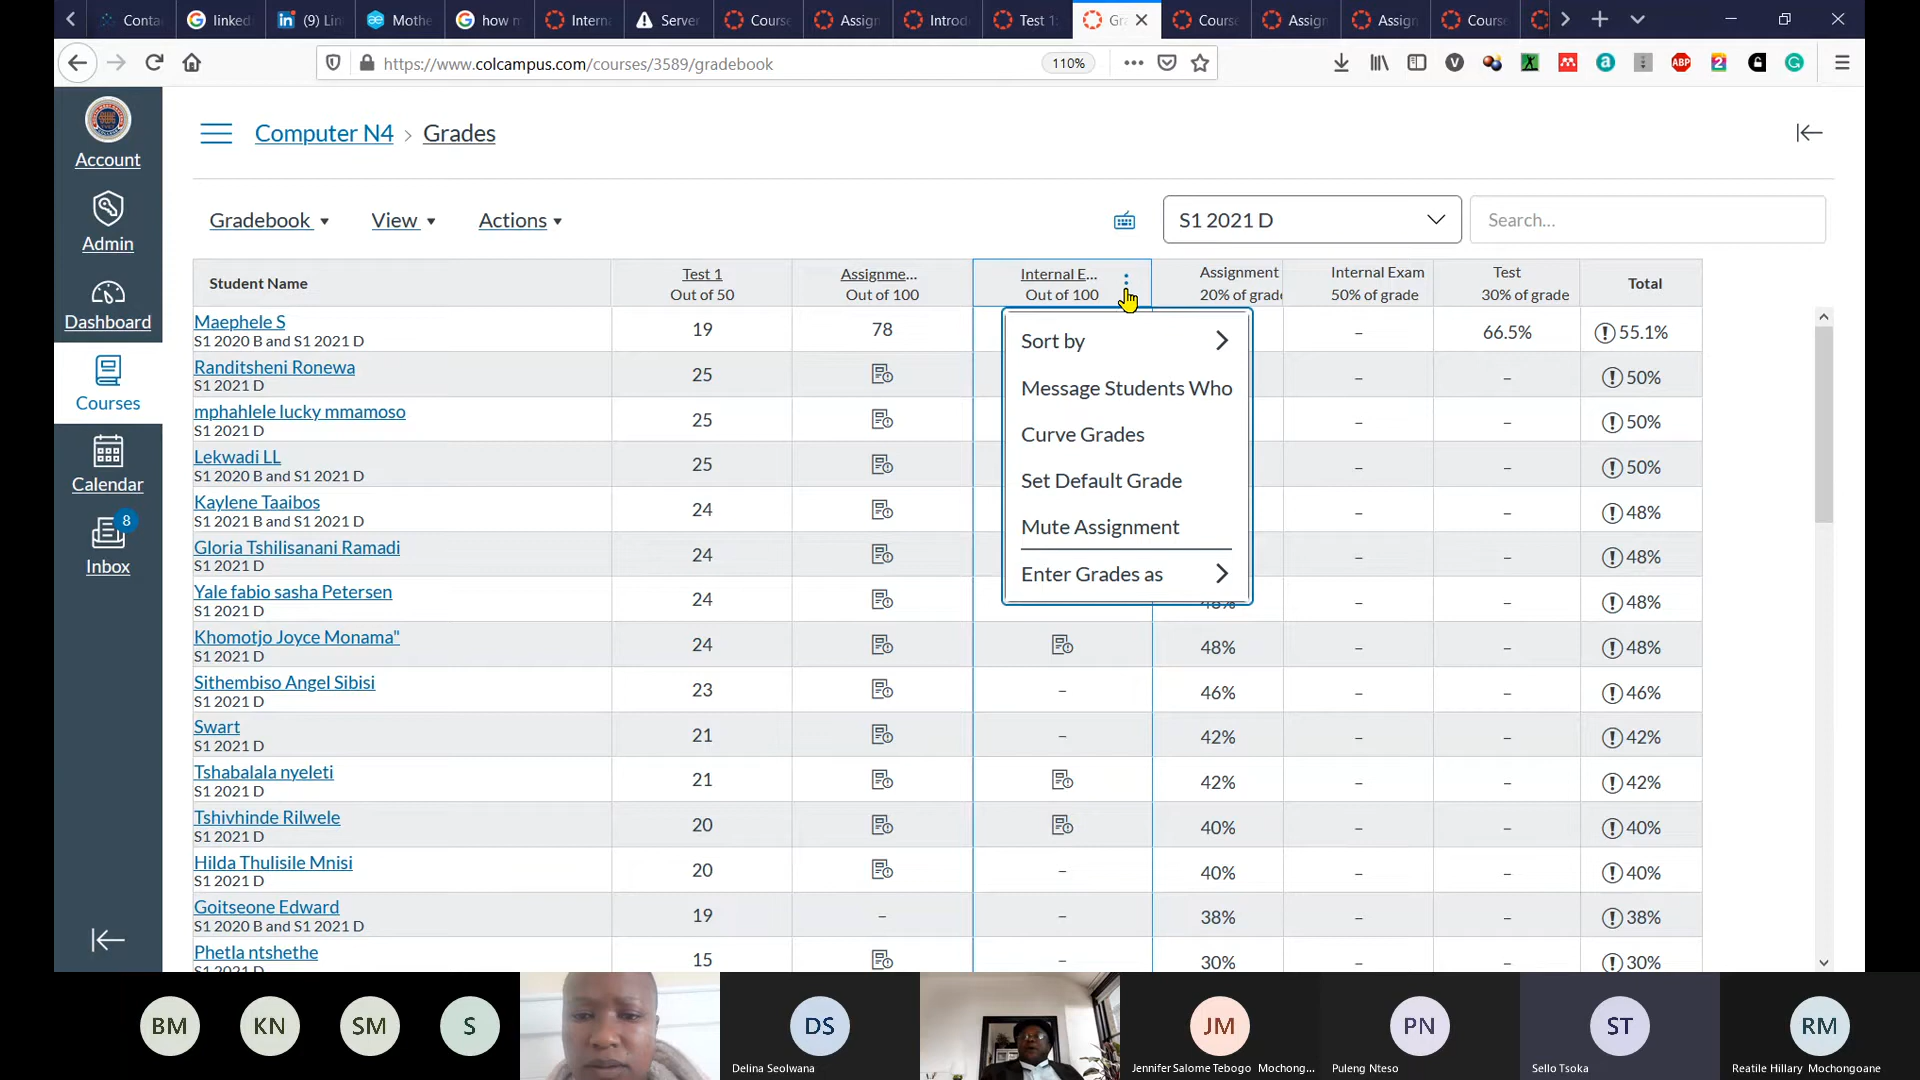 Conta
linked
(9) Lin
Mothe
how m
Intern
Server
Course
Assign
Introd
Test 1:
Gra
Course
Assign
Assign
Course
https://www.colcampus.com/courses/3589/gradebook
110%
Account
Admin
Dashboard
Courses
Calendar
8
Inbox
Computer N4 > Grades
Gradebook View Actions
S1 2021 D
Search...
Student Name
Test 1
Out of 50
Assignme...
Out of 100
Internal E...
Out of 100
Assignment
20% of grade
Internal Exam
50% of grade
Test
30% of grade
Total
Maephele S
S1 2020 B and S1 2021 D
19 78 – 66.5% 55.1%
Randitsheni Ronewa
S1 2021 D
25 – – 50%
mphahlele lucky mmamoso
S1 2021 D
25 – – 50%
Lekwadi LL
S1 2020 B and S1 2021 D
25 – – 50%
Kaylene Taaibos
S1 2021 B and S1 2021 D
24 – – 48%
Gloria Tshilisanani Ramadi
S1 2021 D
24 – – 48%
Yale fabio sasha Petersen
S1 2021 D
24 48% – – 48%
Khomotjo Joyce Monama"
S1 2021 D
24 48% – – 48%
Sithembiso Angel Sibisi
S1 2021 D
23 – 46% – – 46%
Swart
S1 2021 D
21 – 42% – – 42%
Tshabalala nyeleti
S1 2021 D
21 42% – – 42%
Tshivhinde Rilwele
S1 2021 D
20 40% – – 40%
Hilda Thulisile Mnisi
S1 2021 D
20 – 40% – – 40%
Goitseone Edward
S1 2020 B and S1 2021 D
19 – – 38% – – 38%
Phetla ntshethe
S1 2021 D
15 – 30% – – 30%
Sort by
Message Students Who
Curve Grades
Set Default Grade
Mute Assignment
Enter Grades as
BM
KN
SM
S
DS
Delina Seolwana
JM
Jennifer Salome Tebogo Mochong...
PN
Puleng Nteso
ST
Sello Tsoka
RM
Reatile Hillary Mochongoane